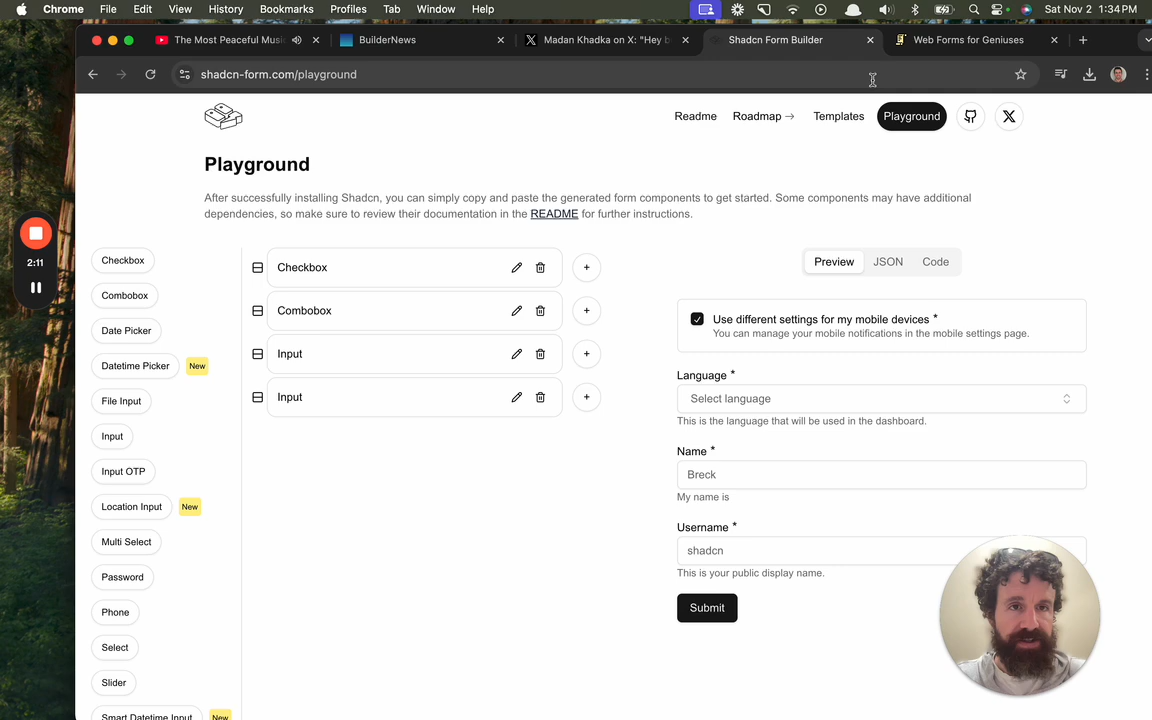 Chrome File Edit View History Bookmarks Profiles Tab Window Help Sat Nov 2 1:34 PM
The Most Peaceful Musi
BuilderNews
Madan Khadka on X: "Hey b
Shadcn Form Builder
Web Forms for Geniuses
shadcn-form.com/playground
Readme Roadmap → Templates Playground
Playground
After successfully installing Shadcn, you can simply copy and paste the generated form components to get started. Some components may have additional
dependencies, so make sure to review their documentation in the README for further instructions.
2:11
Checkbox
Combobox
Date Picker
Datetime Picker New
File Input
Input
Input OTP
Location Input New
Multi Select
Password
Phone
Select
Slider
Smart Datetime Input New
Checkbox
+
Combobox
+
Input
+
Input
+
Preview JSON Code
Use different settings for my mobile devices *
You can manage your mobile notifications in the mobile settings page.
Language *
Select language
This is the language that will be used in the dashboard.
Name *
Breck
My name is
Username *
shadcn
This is your public display name.
Submit